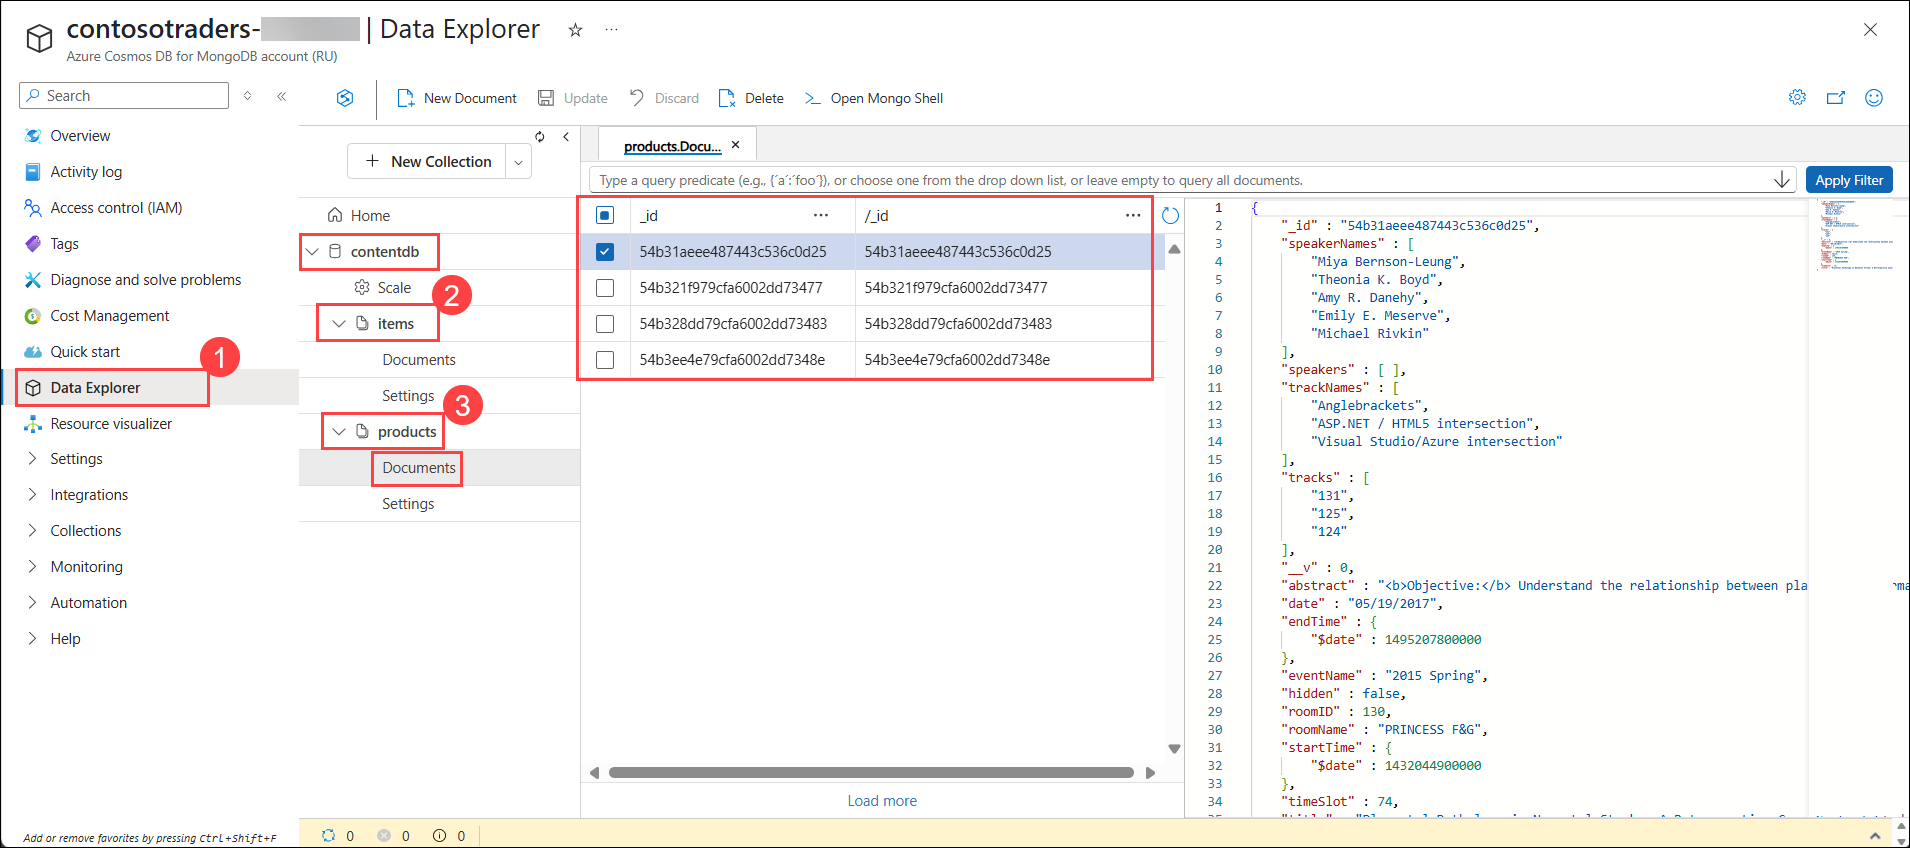 contosotraders- | Data Explorer
Azure Cosmos DB for MongoDB account (RU)
Search
New Document
Update
Discard
Delete
Open Mongo Shell
Overview
Activity log
Access control (IAM)
Tags
Diagnose and solve problems
Cost Management
Quick start
1
Data Explorer
Resource visualizer
Settings
Integrations
Collections
Monitoring
Automation
Help
Add or remove favorites by pressing Ctrl+Shift+F
New Collection
Home
contentdb
Scale
2
items
Documents
Settings
3
products
Documents
Settings
products.Docu...
Type a query predicate (e.g., {´a´:´foo´}), or choose one from the drop down list, or leave empty to query all documents.
Apply Filter
_id ... /_id ...
54b31aeee487443c536c0d25 54b31aeee487443c536c0d25
54b321f979cfa6002dd73477 54b321f979cfa6002dd73477
54b328dd79cfa6002dd73483 54b328dd79cfa6002dd73483
54b3ee4e79cfa6002dd7348e 54b3ee4e79cfa6002dd7348e
Load more
1 {
2 "_id" : "54b31aeee487443c536c0d25",
3 "speakerNames" : [
4 "Miya Bernson-Leung",
5 "Theonia K. Boyd",
6 "Amy R. Danehy",
7 "Emily E. Meserve",
8 "Michael Rivkin"
9 ],
10 "speakers" : [ ],
11 "trackNames" : [
12 "Anglebrackets",
13 "ASP.NET / HTML5 intersection",
14 "Visual Studio/Azure intersection"
15 ],
16 "tracks" : [
17 "131",
18 "125",
19 "124"
20 ],
21 "__v" : 0,
22 "abstract" : "<b>Objective:</b> Understand the relationship between pla
23 "date" : "05/19/2017",
24 "endTime" : {
25 "$date" : 1495207800000
26 },
27 "eventName" : "2015 Spring",
28 "hidden" : false,
29 "roomID" : 130,
30 "roomName" : "PRINCESS F&G",
31 "startTime" : {
32 "$date" : 1432044900000
33 },
34 "timeSlot" : 74,
0 0 0